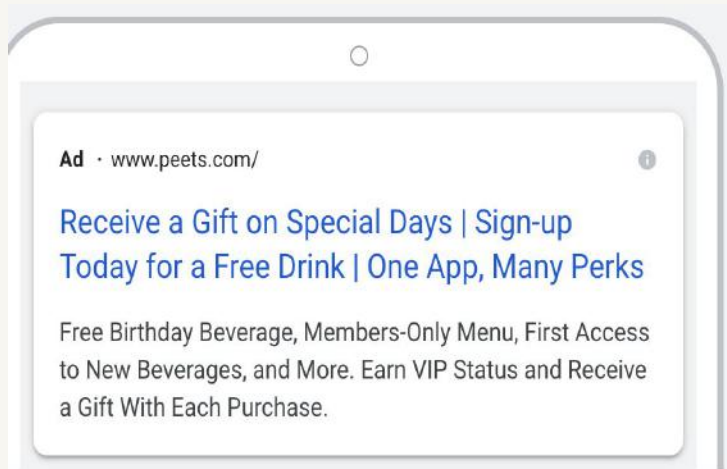 Ad · www.peets.com/
Receive a Gift on Special Days | Sign-up
Today for a Free Drink | One App, Many Perks
Free Birthday Beverage, Members-Only Menu, First Access
to New Beverages, and More. Earn VIP Status and Receive
a Gift With Each Purchase.